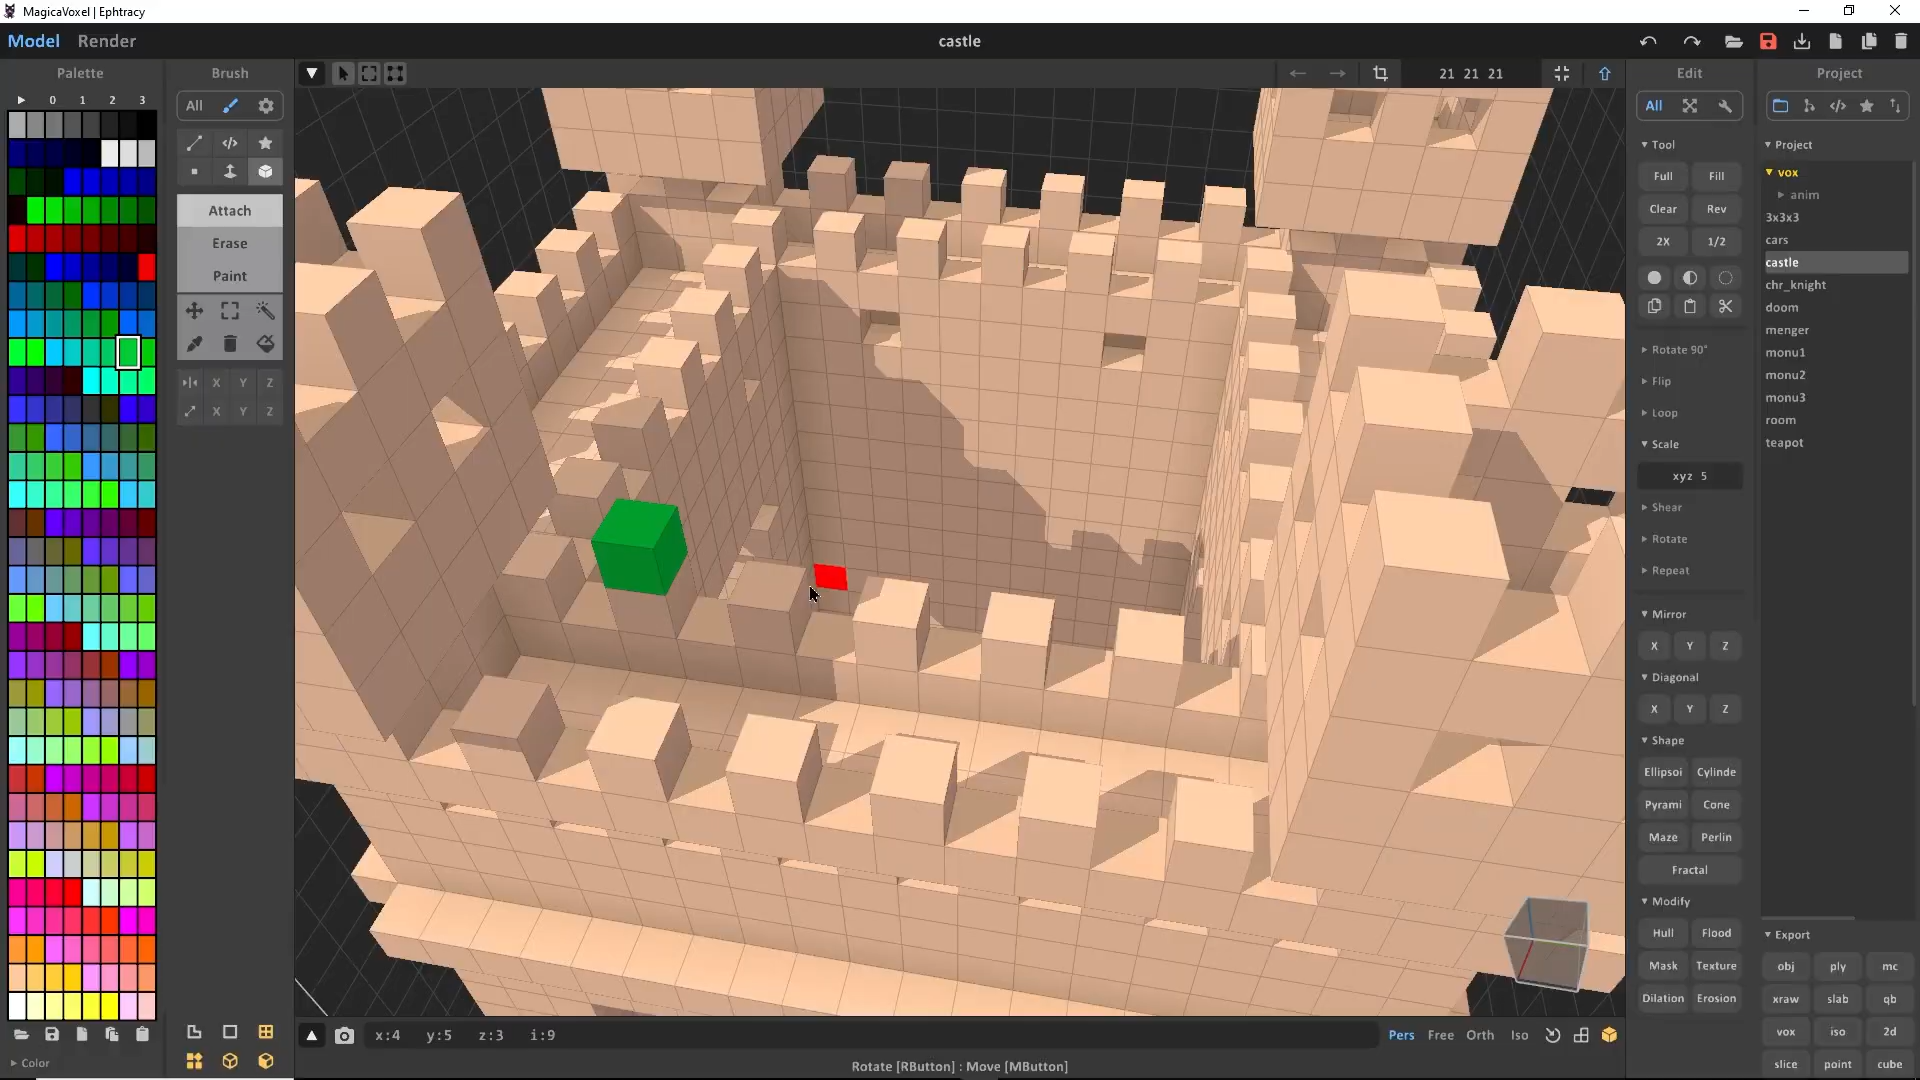 MagicaVoxel | Ephtracy
Model Render
castle
Palette
0 1 2 3
Color
Brush
All
Attach
Erase
Paint
X Y Z
X Y Z
21 21 21
x:4 y:5 z:3 i:9
Pers Free Orth Iso
Rotate [RButton] : Move [MButton]
Edit
All
Tool
Full Fill
Clear Rev
2X 1/2
Rotate 90°
Flip
Loop
Scale
xyz 5
Shear
Rotate
Repeat
Mirror
X Y Z
Diagonal
X Y Z
Shape
Ellipsoi Cylinde
Pyrami Cone
Maze Perlin
Fractal
Modify
Hull Flood
Mask Texture
Dilation Erosion
Project
Project
vox
anim
3x3x3
cars
castle
chr_knight
doom
menger
monu1
monu2
monu3
room
teapot
Export
obj ply mc
xraw slab qb
vox iso 2d
slice point cube